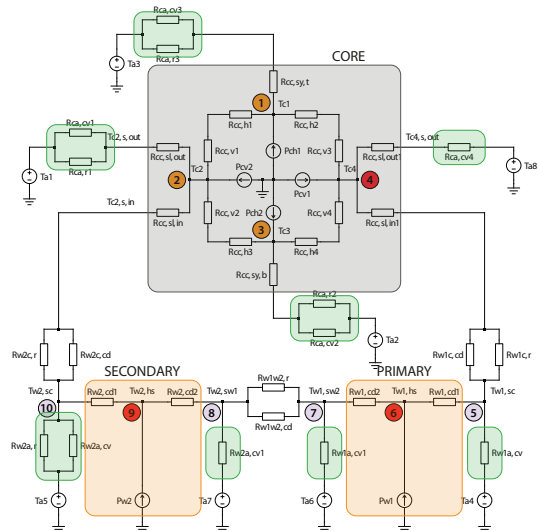 Rca, cv3
Rca, r3
Ta3
CORE
Rcc, sy, t
Tc1
1
Rcc, h1
Rcc, h2
Rca, cv1
Rca, r1
Ta1
Tc2, s, out
Rcc, sl, out
Tc2
Rcc, v1
Pch1
Rcc, v3
Tc4
Tc4, s, out
Rcc, sl, out1
Rca, cv4
Ta8
2
Pcv2
Pcv1
4
Tc2, s, in
Rcc, sl, in
Rcc, v2
Pch2
Rcc, v4
Rcc, sl, in1
3
Tc3
Rcc, h3
Rcc, h4
Rcc, sy, b
Rca, r2
Rca, cv2
Ta2
Rw2c, r
Rw2c, cd
Rw1c, cd
Rw1c, r
SECONDARY
PRIMARY
Tw2, sc
Rw2, cd1
Tw2, hs
Rw2, cd2
Tw2, sw1
Rw1w2, r
Rw1w2, cd
Tw1, sw2
Rw1, cd2
Tw1, hs
Rw1, cd1
Tw1, sc
10
9
8
7
6
5
Rw2a, r
Rw2a, cv
Rw2a, cv1
Rw1a, cv1
Rw1a, cv
Ta5
Pw2
Ta7
Ta6
Pw1
Ta4